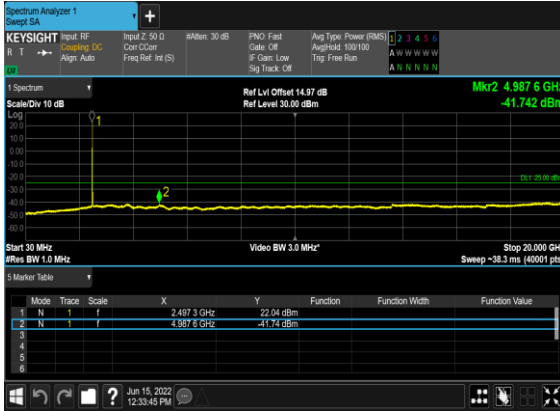 Spectrum Analyzer 1
Swept SA
+
KEYSIGHT Input: RF Input Z: 50 Ω #Atten: 30 dB PNO: Fast Avg Type: Power (RMS) 1 2 3 4 5 6
R T Coupling: DC Corr CCorr Gate: Off Avg|Hold: 100/100 A W W W W W
Align: Auto Freq Ref: Int (S) IF Gain: Low Trig: Free Run
Sig Track: Off A N N N N N
1 Spectrum Ref Lvl Offset 14.97 dB Mkr2 4.987 6 GHz
Scale/Div 10 dB Ref Level 30.00 dBm -41.742 dBm
Log
20.0
10.0
0.00
-10.0
-20.0
-30.0
-40.0
-50.0
-60.0
1
2
DL1 -25.00 dBm
Start 30 MHz Video BW 3.0 MHz* Stop 20.000 GH
#Res BW 1.0 MHz Sweep ~38.3 ms (40001 pts
5 Marker Table
Mode Trace Scale X Y Function Function Width Function Value
1 N 1 f 2.497 3 GHz 22.04 dBm
2 N 1 f 4.987 6 GHz -41.74 dBm
3
4
5
6
? Jun 15, 2022
12:33:45 PM